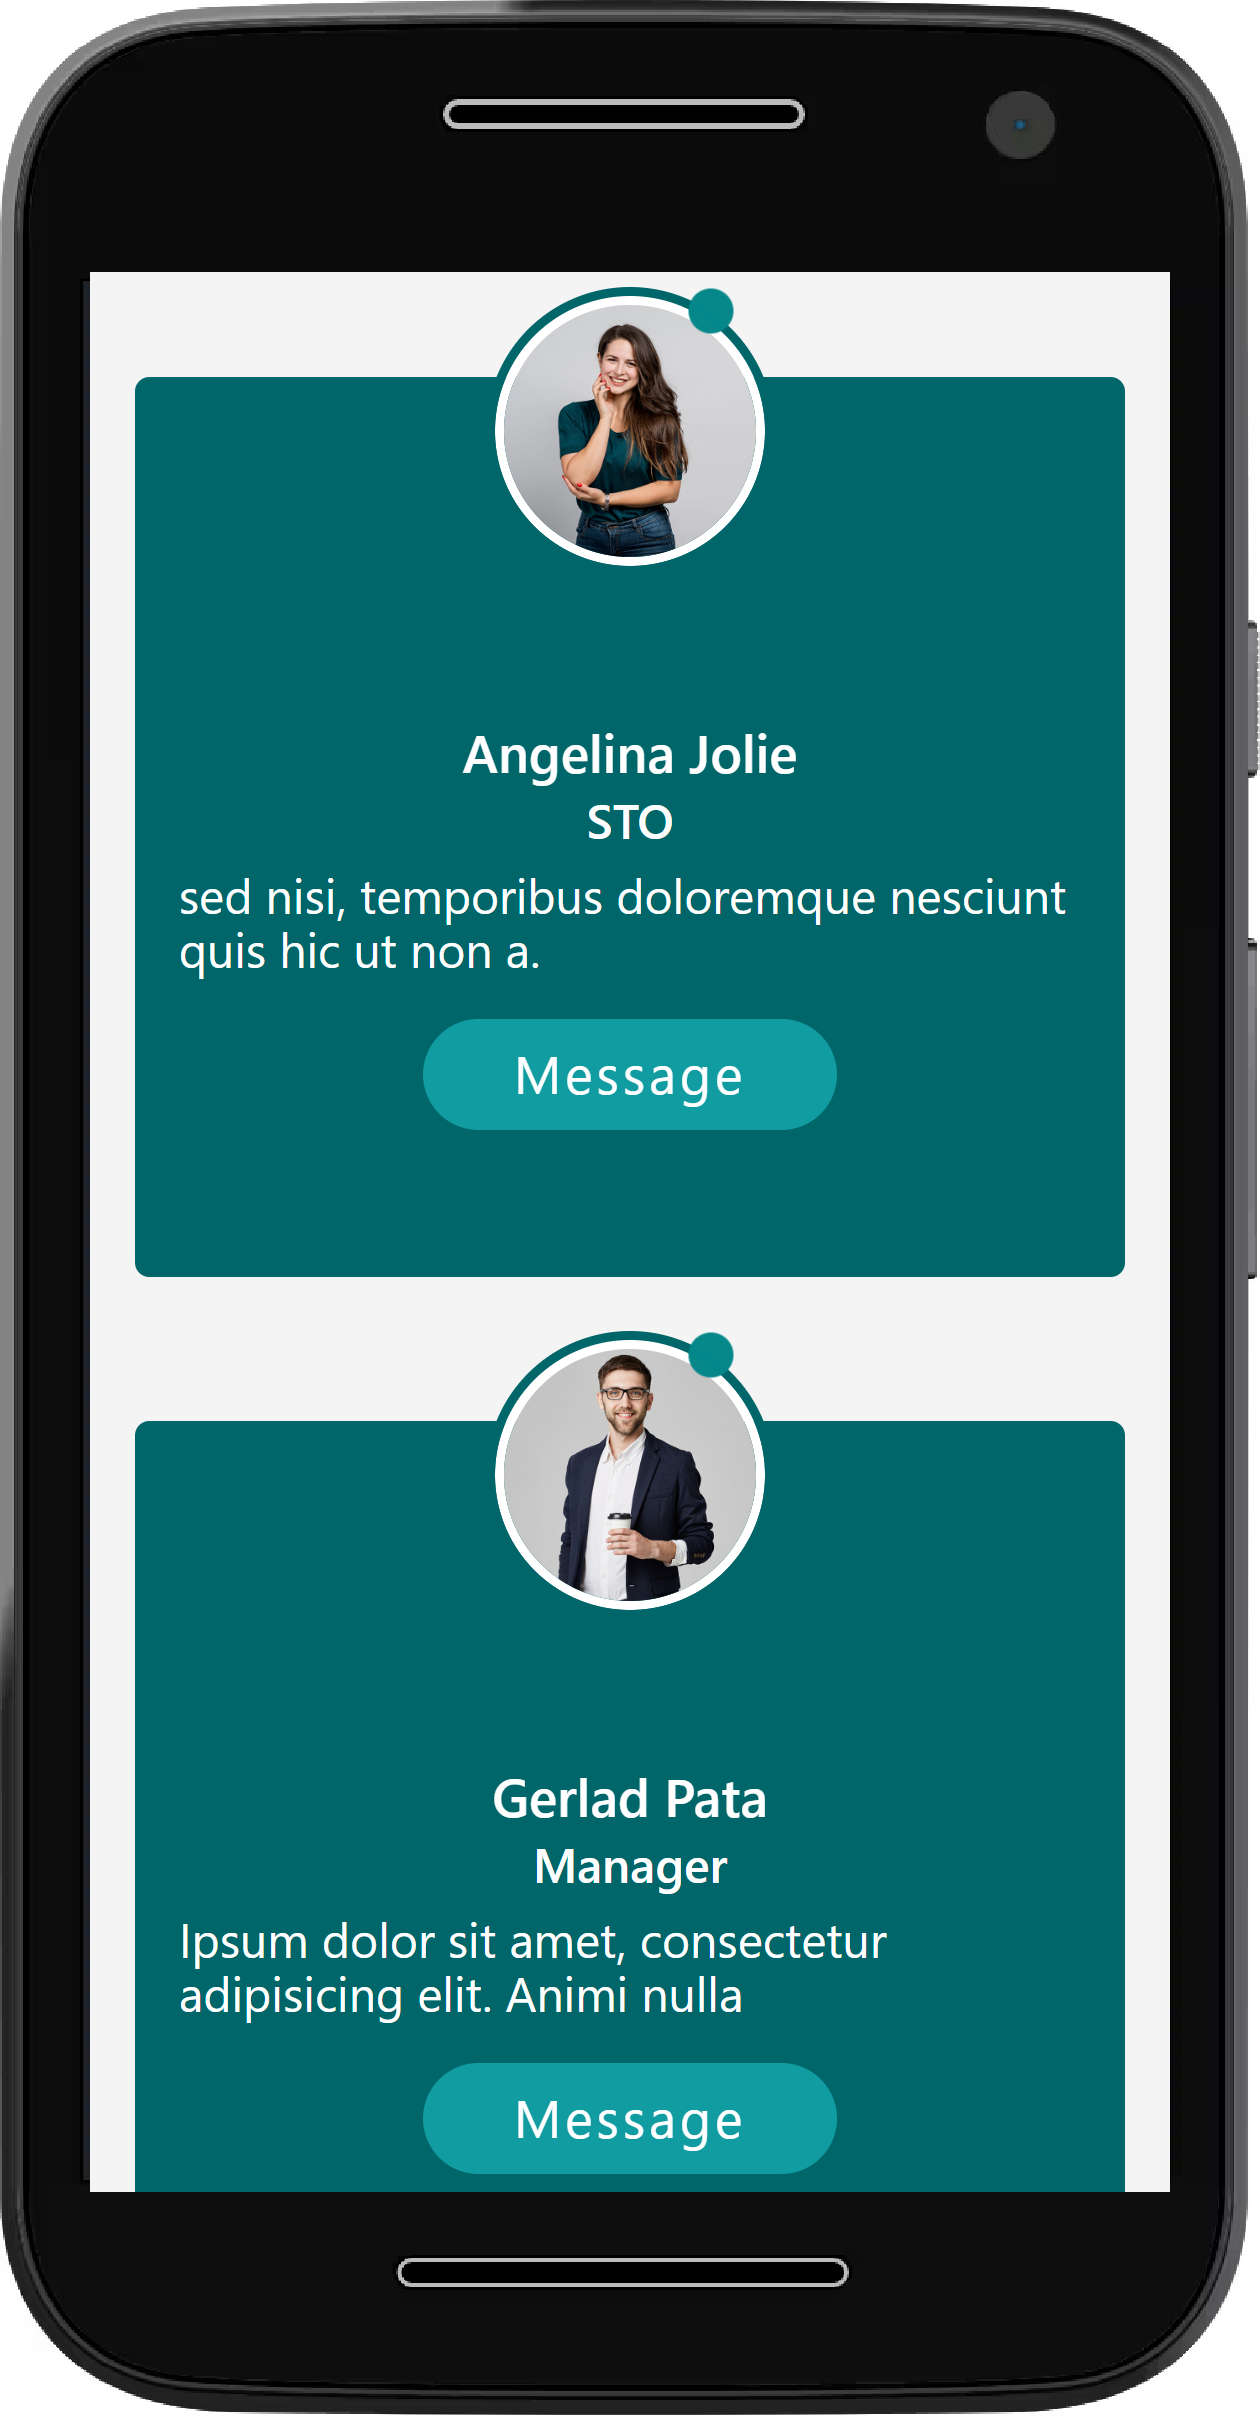 Angelina Jolie
STO
sed nisi, temporibus doloremque nesciunt
quis hic ut non a.
Message
Gerlad Pata
Manager
Ipsum dolor sit amet, consectetur
adipisicing elit. Animi nulla
Message